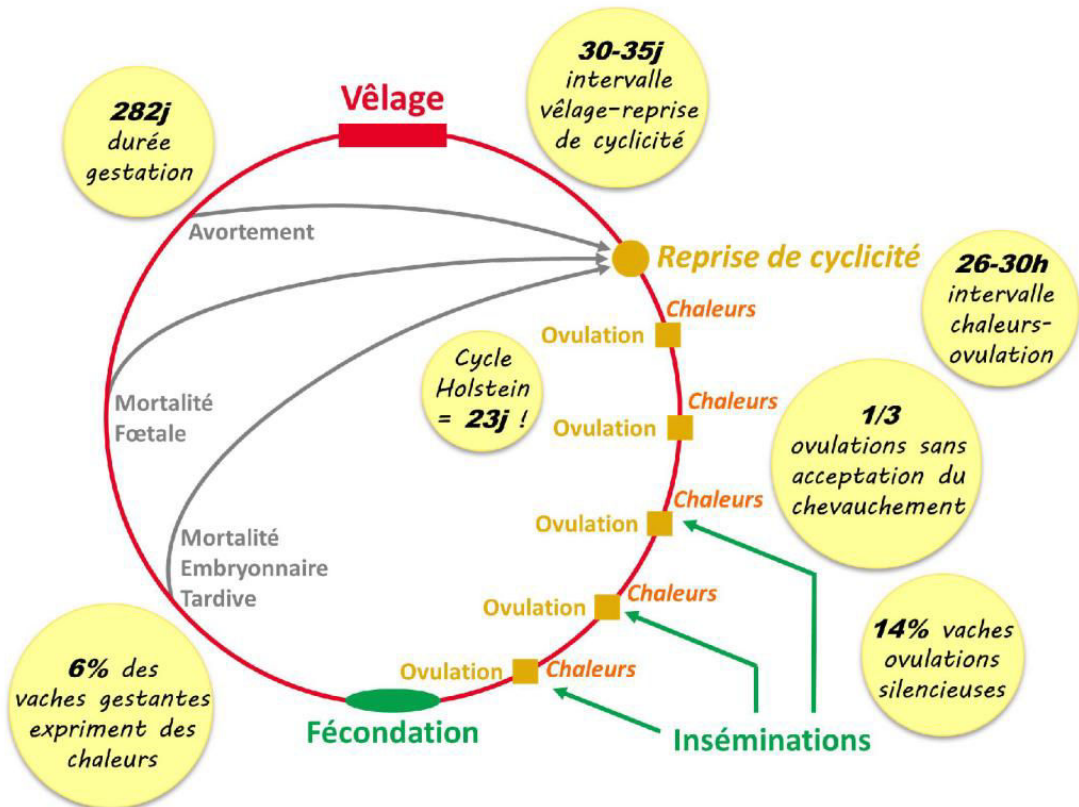 30-35j
intervalle
vêlage-reprise
de cyclicité
Vêlage
282j
durée
gestation
Avortement
Reprise de cyclicité
26-30h
intervalle
chaleurs-
ovulation
Chaleurs
Ovulation
Cycle
Holstein
= 23j !
Chaleurs
Ovulation
Mortalité
Fœtale
1/3
ovulations sans
acceptation du
chevauchement
Chaleurs
Ovulation
Mortalité
Embryonnaire
Tardive
Chaleurs
Ovulation
14% vaches
ovulations
silencieuses
6% des
vaches gestantes
expriment des
chaleurs
Ovulation
Chaleurs
Fécondation
Inséminations